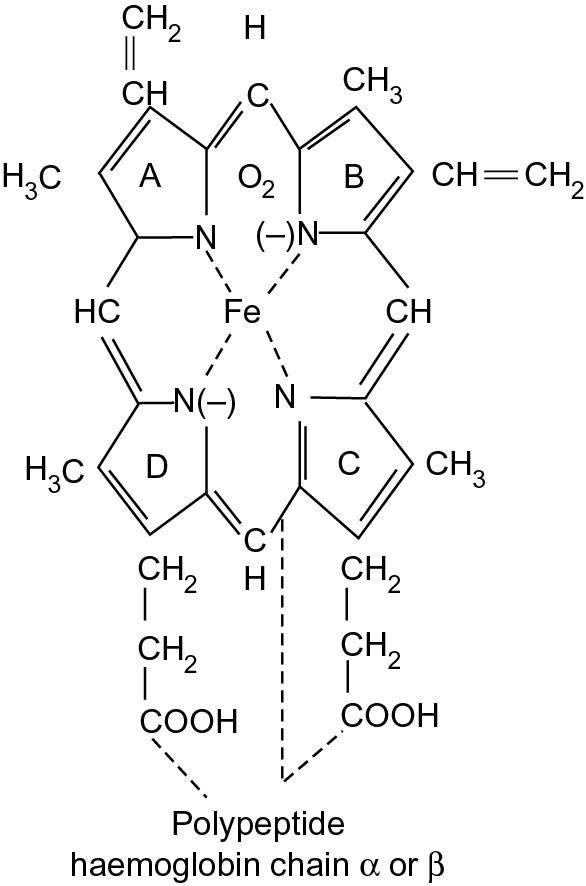 CH2 H
CH C CH3
H3C A O2 B CH=CH2
N (–)N
HC Fe CH
N(–) N
H3C D C CH3
C
CH2 H CH2
CH2 CH2
COOH COOH
Polypeptide
haemoglobin chain α or β